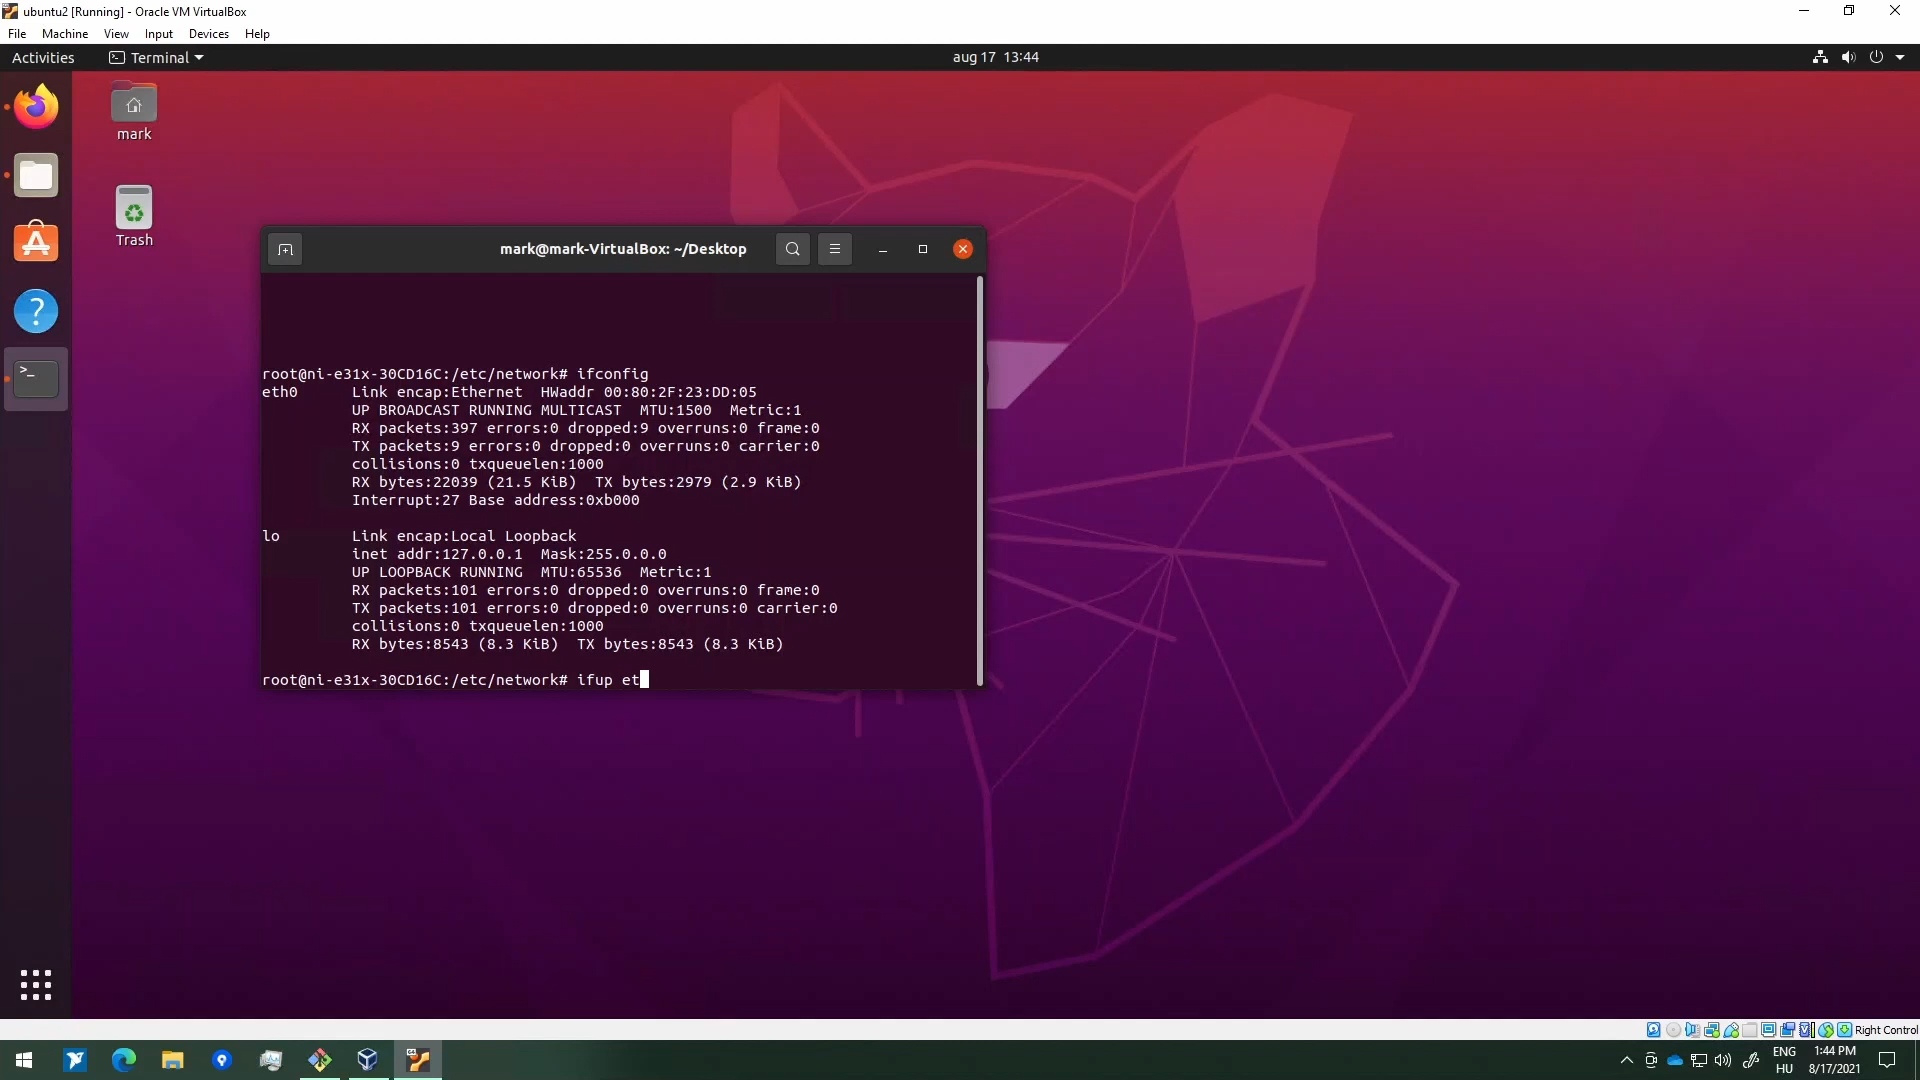 ubuntu2 [Running] - Oracle VM VirtualBox
File Machine View Input Devices Help
Activities Terminal aug 17 13:44
mark
Trash
mark@mark-VirtualBox: ~/Desktop
root@ni-e31x-30CD16C:/etc/network# ifconfig
eth0 Link encap:Ethernet HWaddr 00:80:2F:23:DD:05
UP BROADCAST RUNNING MULTICAST MTU:1500 Metric:1
RX packets:397 errors:0 dropped:9 overruns:0 frame:0
TX packets:9 errors:0 dropped:0 overruns:0 carrier:0
collisions:0 txqueuelen:1000
RX bytes:22039 (21.5 KiB) TX bytes:2979 (2.9 KiB)
Interrupt:27 Base address:0xb000
lo Link encap:Local Loopback
inet addr:127.0.0.1 Mask:255.0.0.0
UP LOOPBACK RUNNING MTU:65536 Metric:1
RX packets:101 errors:0 dropped:0 overruns:0 frame:0
TX packets:101 errors:0 dropped:0 overruns:0 carrier:0
collisions:0 txqueuelen:1000
RX bytes:8543 (8.3 KiB) TX bytes:8543 (8.3 KiB)
root@ni-e31x-30CD16C:/etc/network# ifup et
Right Control
ENG 1:44 PM
HU 8/17/2021